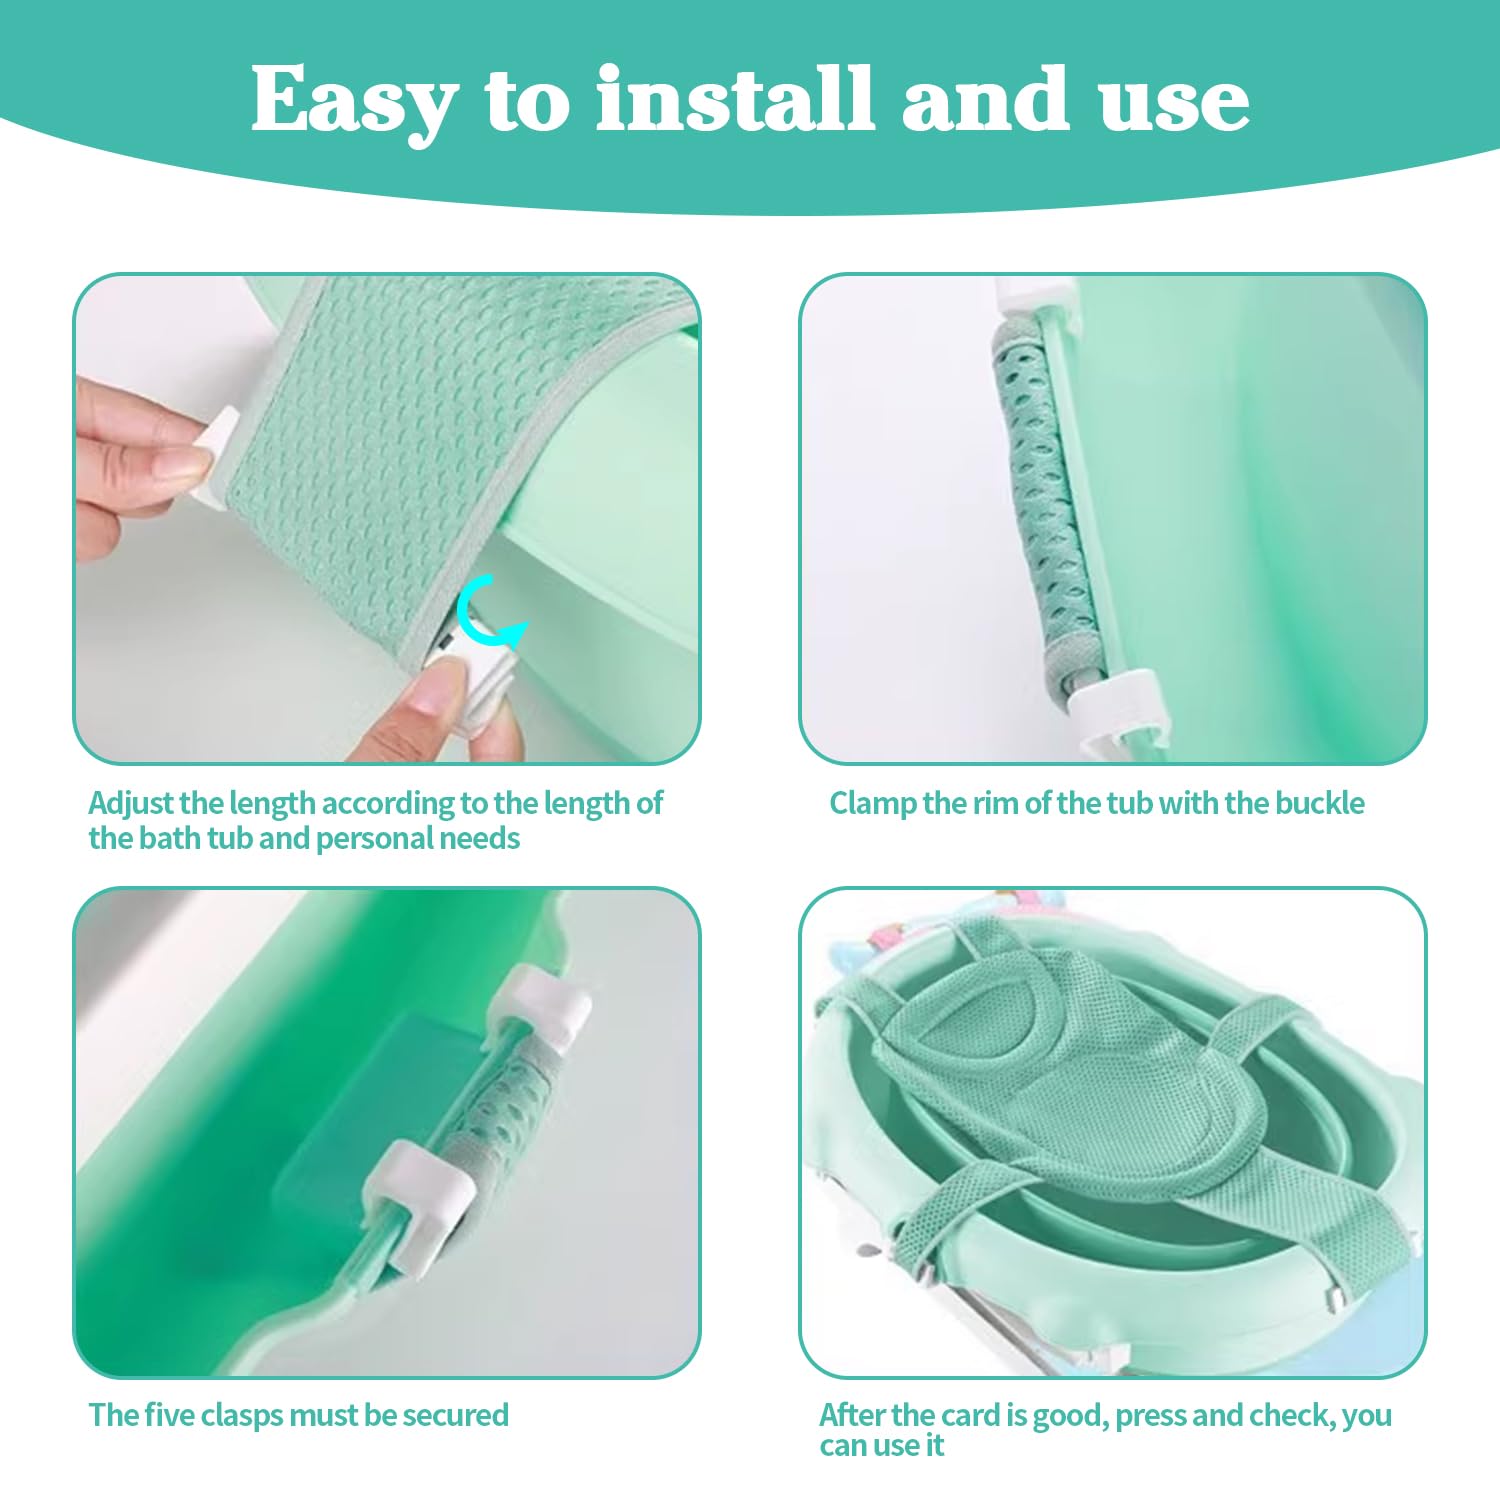 Easy to install and use
Adjust the length according to the length of
the bath tub and personal needs
Clamp the rim of the tub with the buckle
The five clasps must be secured
After the card is good, press and check, you
can use it